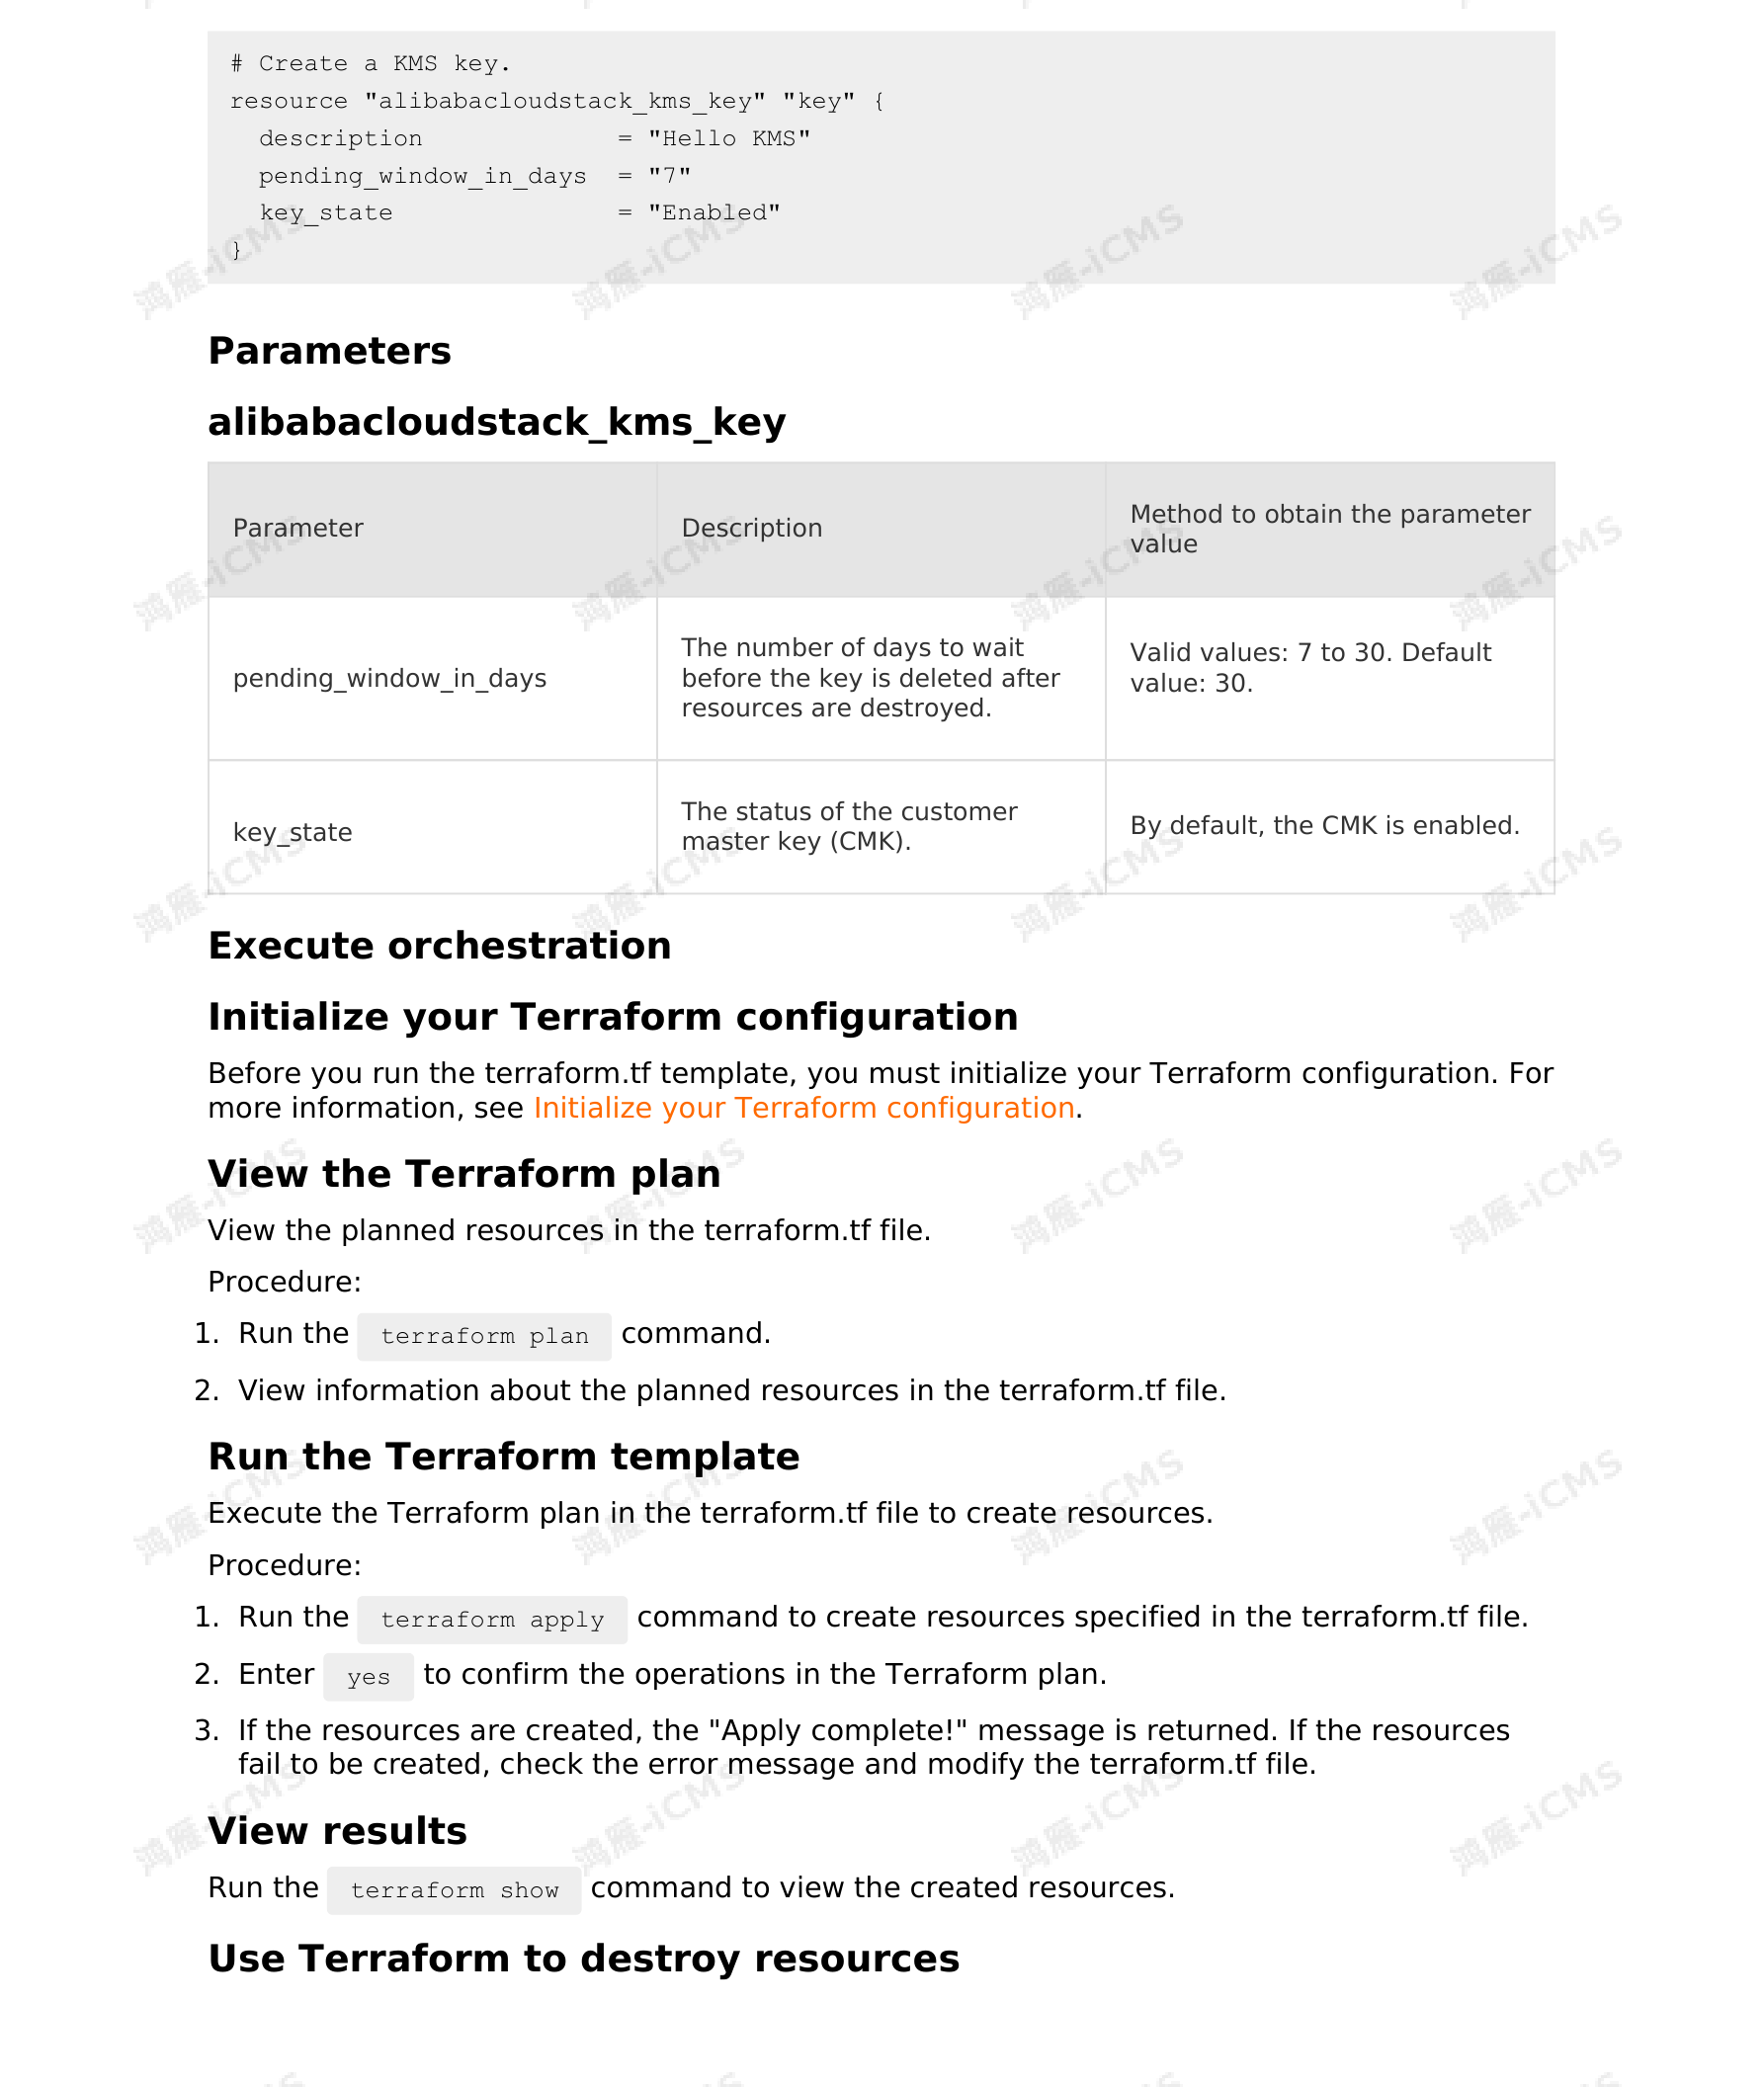 # Create a KMS key.
resource "alibabacloudstack_kms_key" "key" {
  description             = "Hello KMS"
  pending_window_in_days  = "7"
  key_state               = "Enabled"
}
Parameters
alibabacloudstack_kms_key
Parameter
Description
Method to obtain the parameter
value
pending_window_in_days
The number of days to wait
before the key is deleted after
resources are destroyed.
Valid values: 7 to 30. Default
value: 30.
key_state
The status of the customer
master key (CMK).
By default, the CMK is enabled.
Execute orchestration
Initialize your Terraform configuration
Before you run the terraform.tf template, you must initialize your Terraform configuration. For
more information, see Initialize your Terraform configuration.
View the Terraform plan
View the planned resources in the terraform.tf file.
Procedure:
1. Run the terraform plan command.
2. View information about the planned resources in the terraform.tf file.
Run the Terraform template
Execute the Terraform plan in the terraform.tf file to create resources.
Procedure:
1. Run the terraform apply command to create resources specified in the terraform.tf file.
2. Enter yes to confirm the operations in the Terraform plan.
3. If the resources are created, the "Apply complete!" message is returned. If the resources
fail to be created, check the error message and modify the terraform.tf file.
View results
Run the terraform show command to view the created resources.
Use Terraform to destroy resources
鸿雁-iCMS